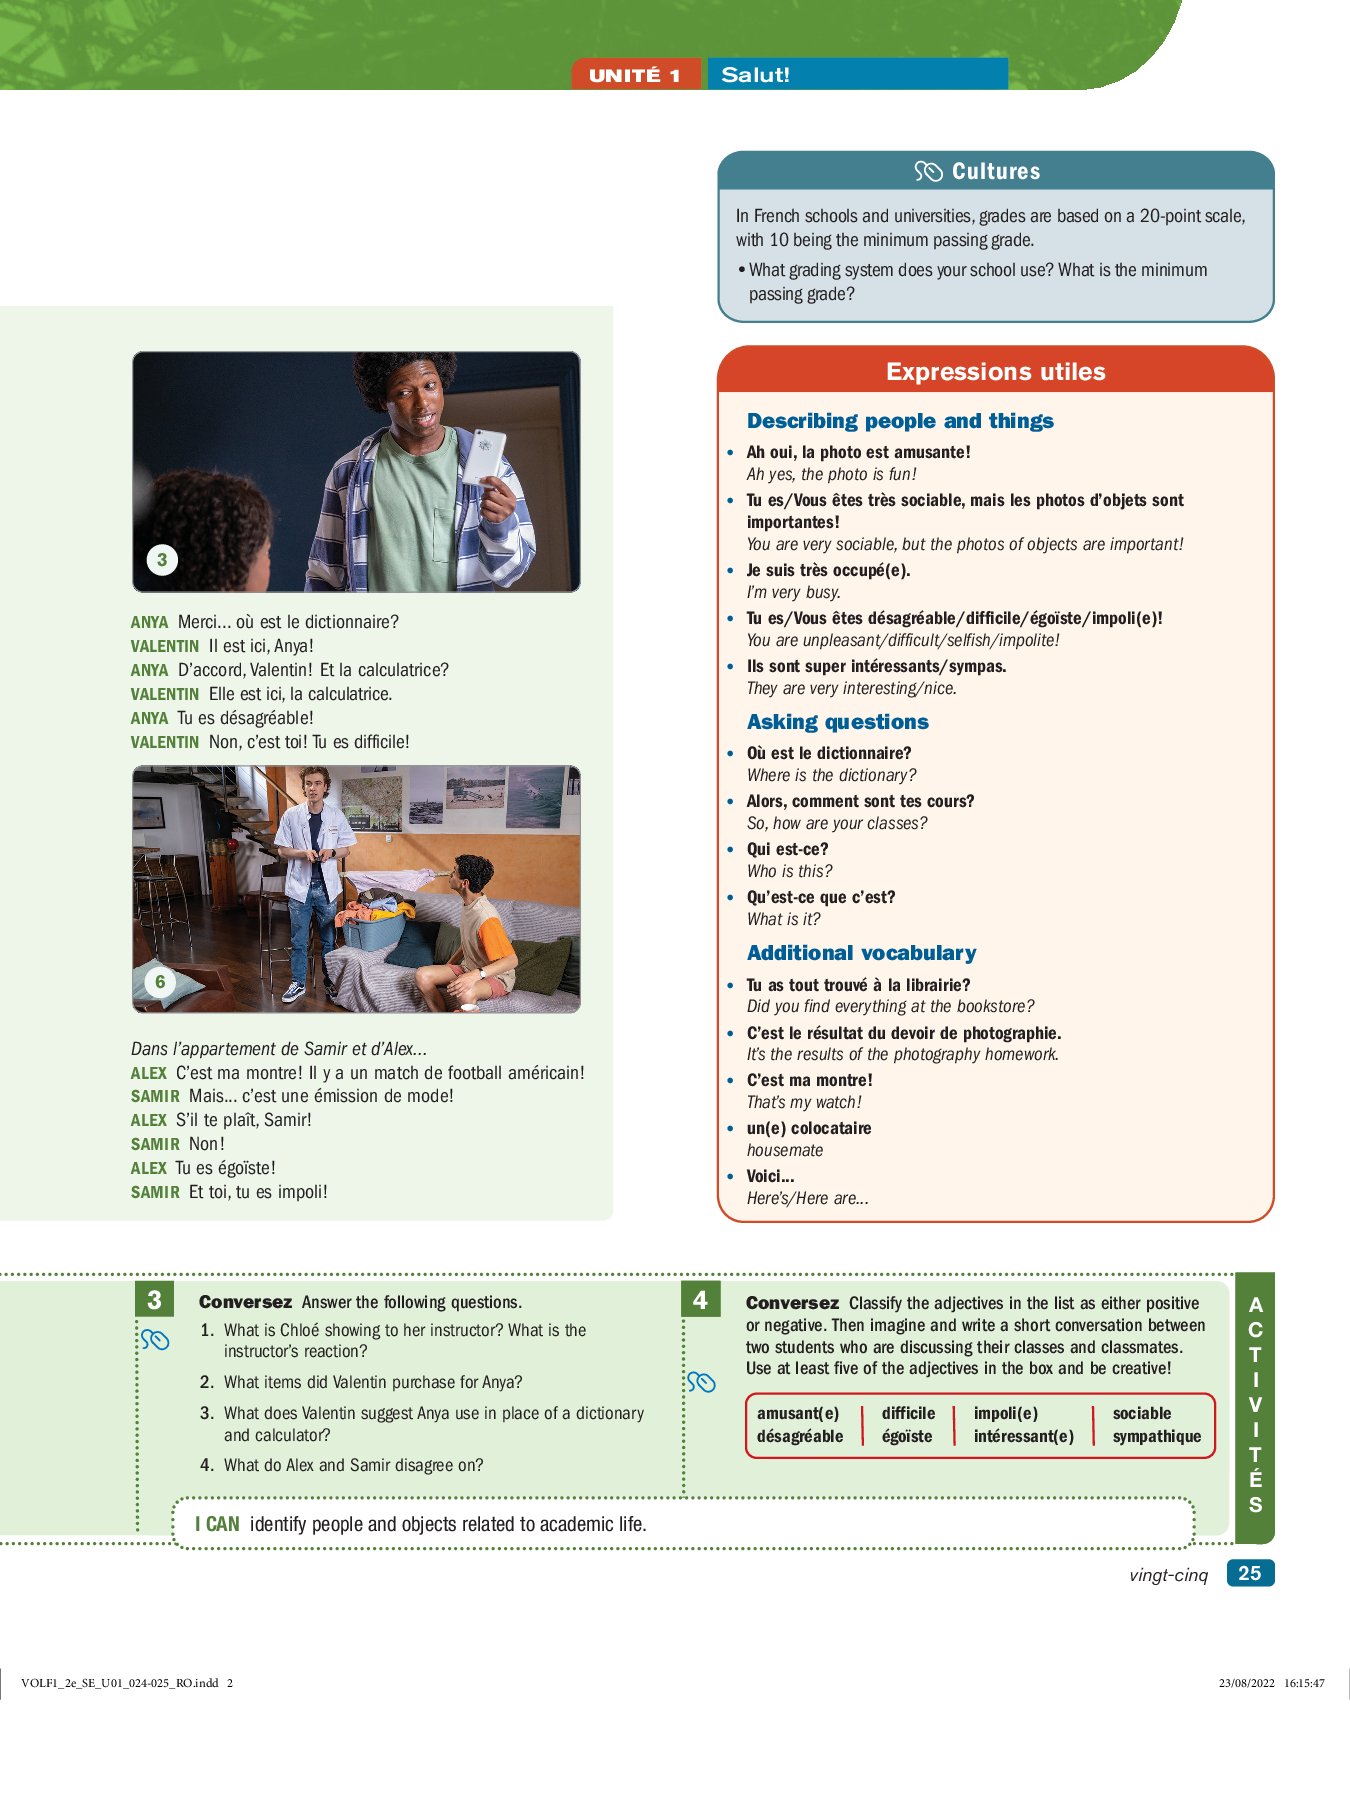 UNITÉ 1 Salut!
Cultures
In French schools and universities, grades are based on a 20-point scale,
with 10 being the minimum passing grade.
• What grading system does your school use? What is the minimum
passing grade?
3
ANYA Merci... où est le dictionnaire?
VALENTIN Il est ici, Anya!
ANYA D’accord, Valentin! Et la calculatrice?
VALENTIN Elle est ici, la calculatrice.
ANYA Tu es désagréable!
VALENTIN Non, c’est toi! Tu es difficile!
6
Dans l’appartement de Samir et d’Alex...
ALEX C’est ma montre! Il y a un match de football américain!
SAMIR Mais... c’est une émission de mode!
ALEX S’il te plaît, Samir!
SAMIR Non!
ALEX Tu es égoïste!
SAMIR Et toi, tu es impoli!
Expressions utiles
Describing people and things
• Ah oui, la photo est amusante!
Ah yes, the photo is fun!
• Tu es/Vous êtes très sociable, mais les photos d’objets sont
importantes!
You are very sociable, but the photos of objects are important!
• Je suis très occupé(e).
I’m very busy.
• Tu es/Vous êtes désagréable/difficile/égoïste/impoli(e)!
You are unpleasant/difficult/selfish/impolite!
• Ils sont super intéressants/sympas.
They are very interesting/nice.
Asking questions
• Où est le dictionnaire?
Where is the dictionary?
• Alors, comment sont tes cours?
So, how are your classes?
• Qui est-ce?
Who is this?
• Qu’est-ce que c’est?
What is it?
Additional vocabulary
• Tu as tout trouvé à la librairie?
Did you find everything at the bookstore?
• C’est le résultat du devoir de photographie.
It’s the results of the photography homework.
• C’est ma montre!
That’s my watch!
• un(e) colocataire
housemate
• Voici...
Here’s/Here are...
3 Conversez Answer the following questions.
1. What is Chloé showing to her instructor? What is the
instructor’s reaction?
2. What items did Valentin purchase for Anya?
3. What does Valentin suggest Anya use in place of a dictionary
and calculator?
4. What do Alex and Samir disagree on?
4 Conversez Classify the adjectives in the list as either positive
or negative. Then imagine and write a short conversation between
two students who are discussing their classes and classmates.
Use at least five of the adjectives in the box and be creative!
amusant(e) difficile impoli(e) sociable
désagréable égoïste intéressant(e) sympathique
ACTIVITÉS
I CAN identify people and objects related to academic life.
vingt-cinq 25
VOLF1_2e_SE_U01_024-025_RO.indd 2 23/08/2022 16:15:47